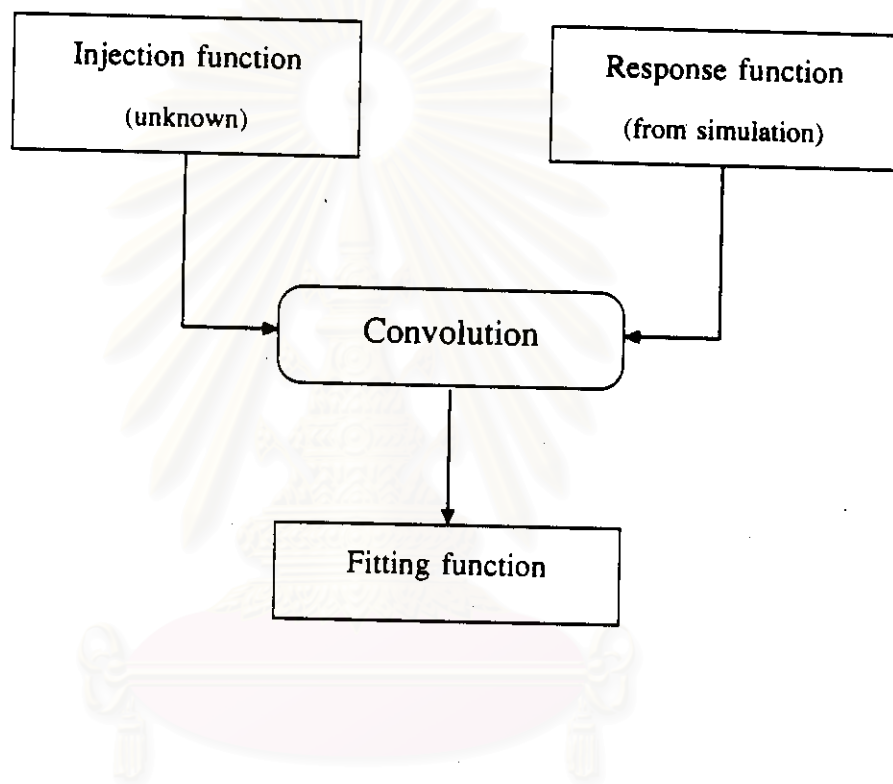 Injection function
(unknown)
Response function
(from simulation)
Convolution
Fitting function